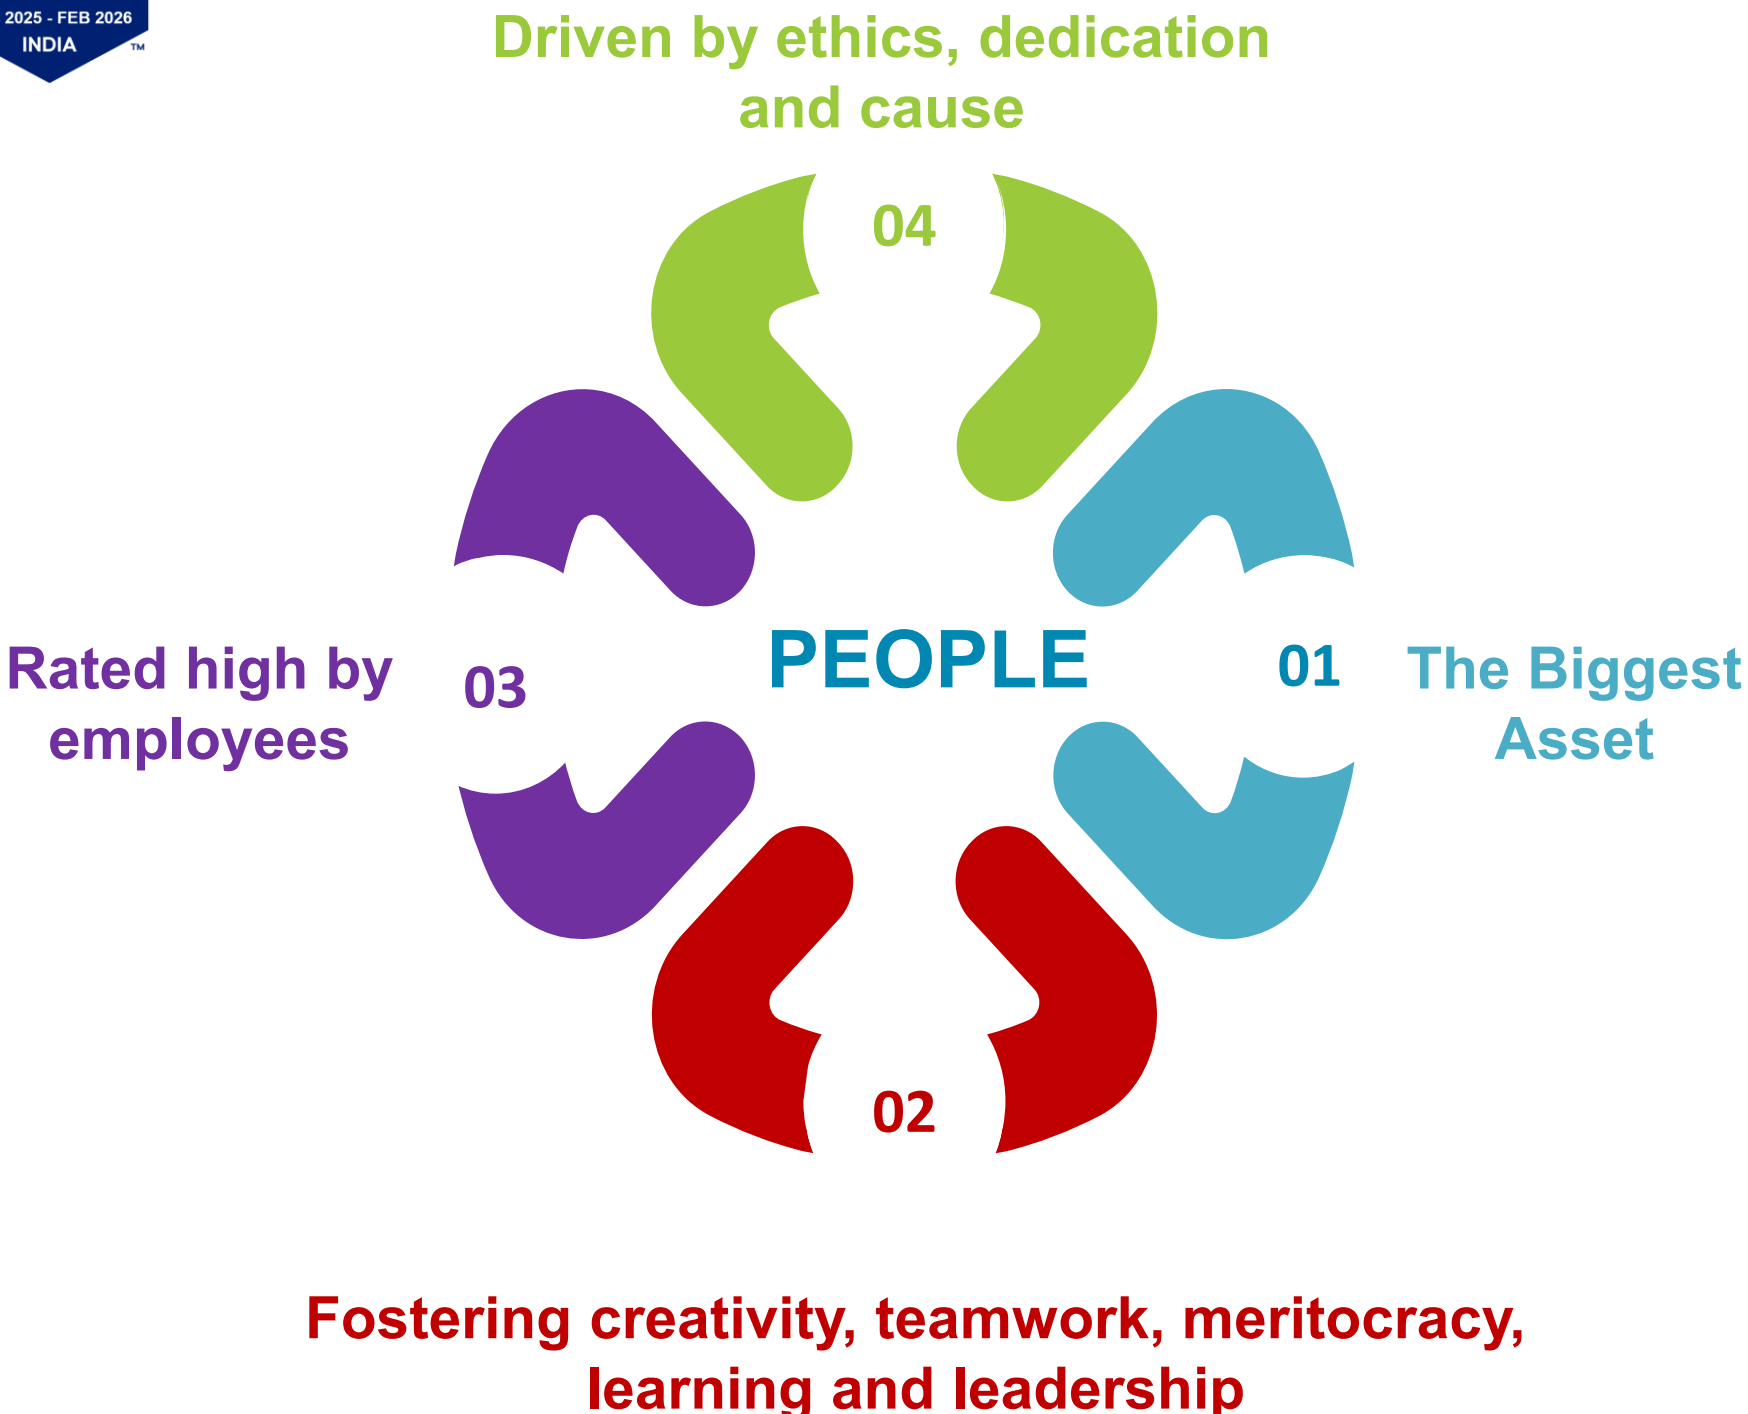 2025 - FEB 2026
INDIA
TM
Driven by ethics, dedication
and cause
04
PEOPLE
01
The Biggest
Asset
Rated high by
employees
03
02
Fostering creativity, teamwork, meritocracy,
learning and leadership